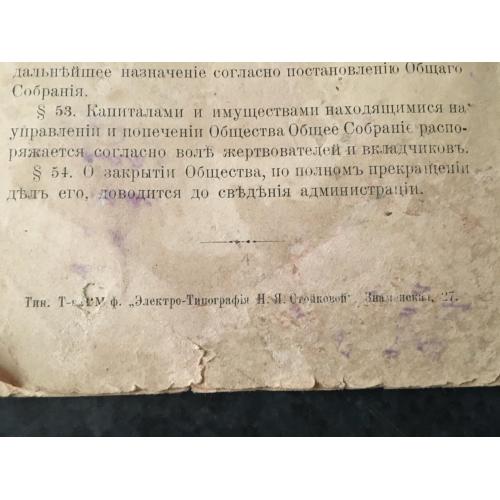 дальнѣйшее назначеніе согласно постановленію Общаго
Собранія.
§ 53. Капиталами и имуществами находящимися на
управленіи и попеченіи Общества Общее Собраніе распо-
ряжается согласно волѣ жертвователей и вкладчиковъ.
§ 54. О закрытіи Общества, по полномъ прекращеніи
дѣлъ его, доводится до свѣдѣнія администраціи.
Тип. ф. „Электро-Типографія Н. Я. Стойковой“ Знаменская, 27.